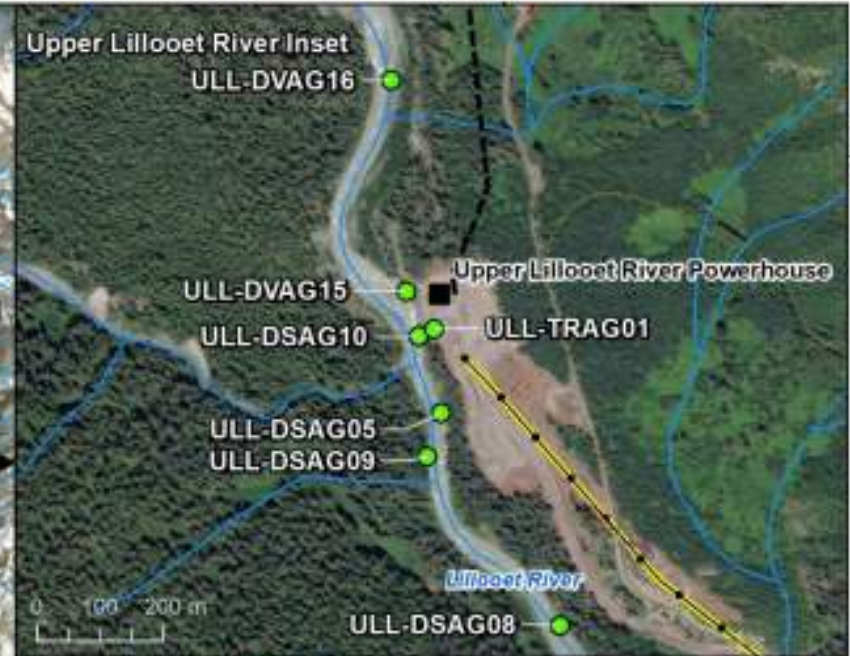 Upper Lillooet River Inset
ULL-DVAG16
Upper Lillooet River Powerhouse
ULL-DVAG15
ULL-DSAG10
ULL-TRAG01
ULL-DSAG05
ULL-DSAG09
Lillooet River
0 100 200 m
ULL-DSAG08